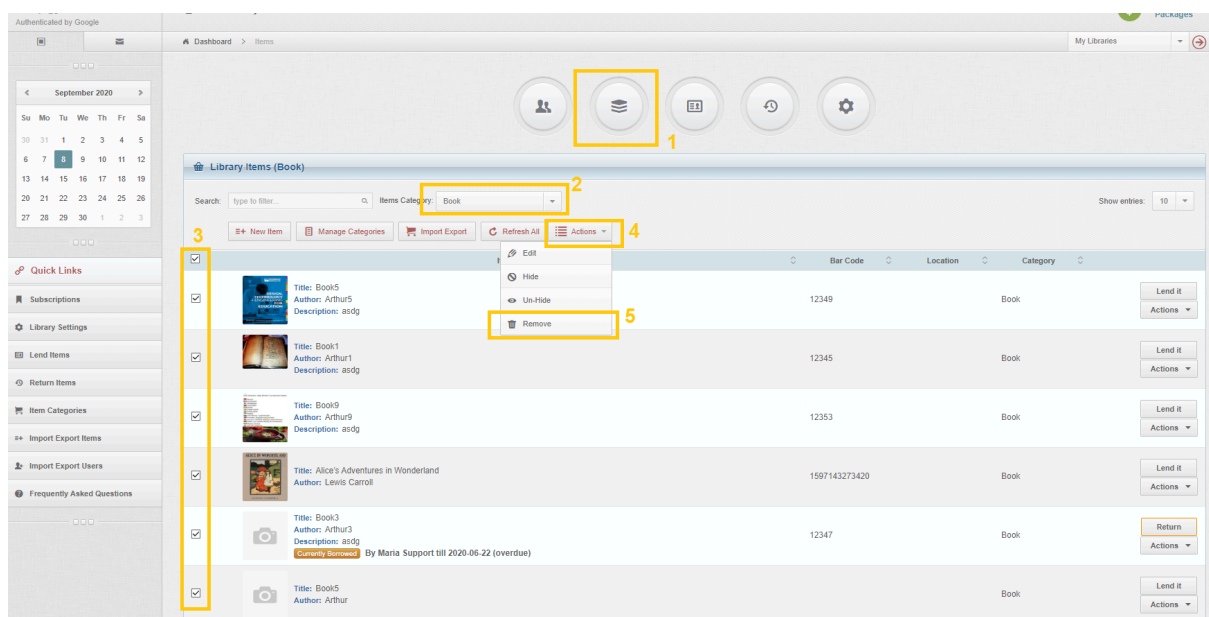 Authenticated by Google
Packages
Dashboard > Items
My Libraries
September 2020
Su Mo Tu We Th Fr Sa
30 31 1 2 3 4 5
6 7 8 9 10 11 12
13 14 15 16 17 18 19
20 21 22 23 24 25 26
27 28 29 30 1 2 3
Quick Links
Subscriptions
Library Settings
Lend Items
Return Items
Item Categories
Import Export Items
Import Export Users
Frequently Asked Questions
1
Library Items (Book)
2
Search: type to filter... Items Category: Book
Show entries: 10
3
New Item Manage Categories Import Export Refresh All Actions
4
Edit
Hide
Un-Hide
Remove
5
Bar Code Location Category
Title: Book5
Author: Arthur5
Description: asdg
12349 Book
Lend it
Actions
Title: Book1
Author: Arthur1
Description: asdg
12345 Book
Lend it
Actions
Title: Book9
Author: Arthur9
Description: asdg
12353 Book
Lend it
Actions
ALICE IN WONDERLAND
Title: Alice's Adventures in Wonderland
Author: Lewis Carroll
1597143273420 Book
Lend it
Actions
Title: Book3
Author: Arthur3
Description: asdg
Currently Borrowed By Maria Support till 2020-06-22 (overdue)
12347 Book
Return
Actions
Title: Book5
Author: Arthur
Book
Lend it
Actions